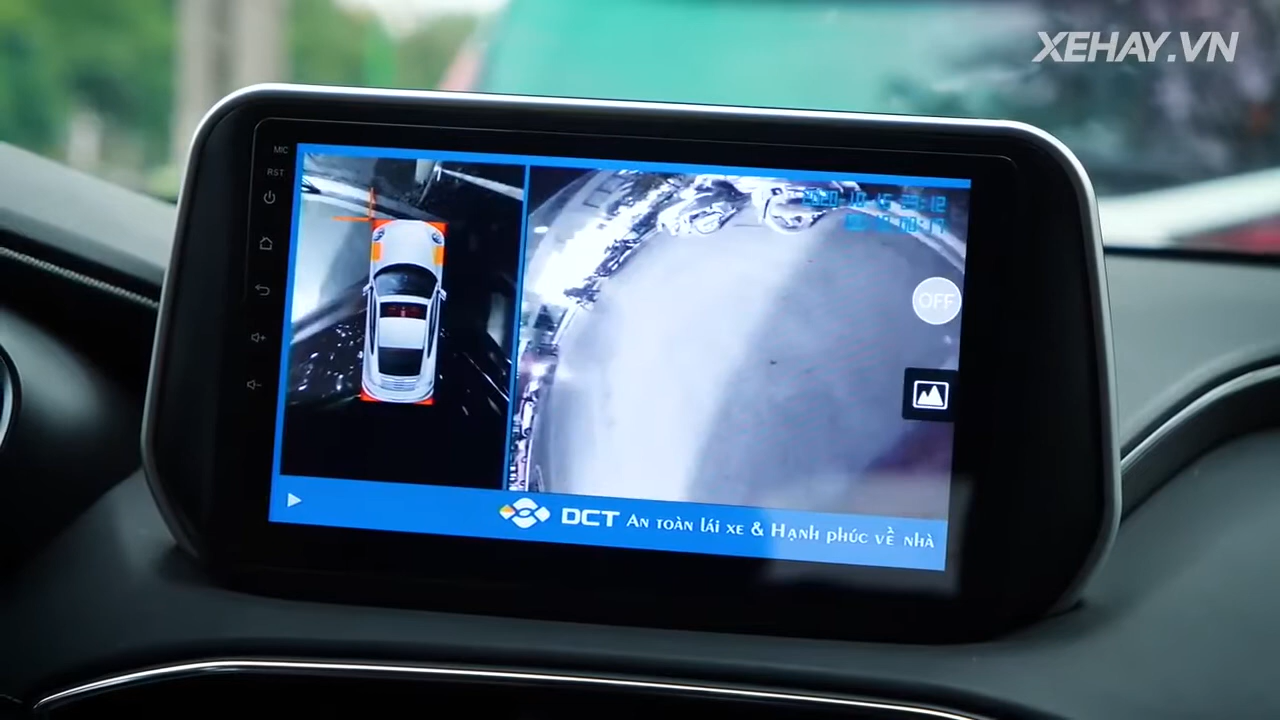 XEHAY.VN
MIC
RST
OFF
DCT An toàn lái xe & Hạnh phúc về nhà